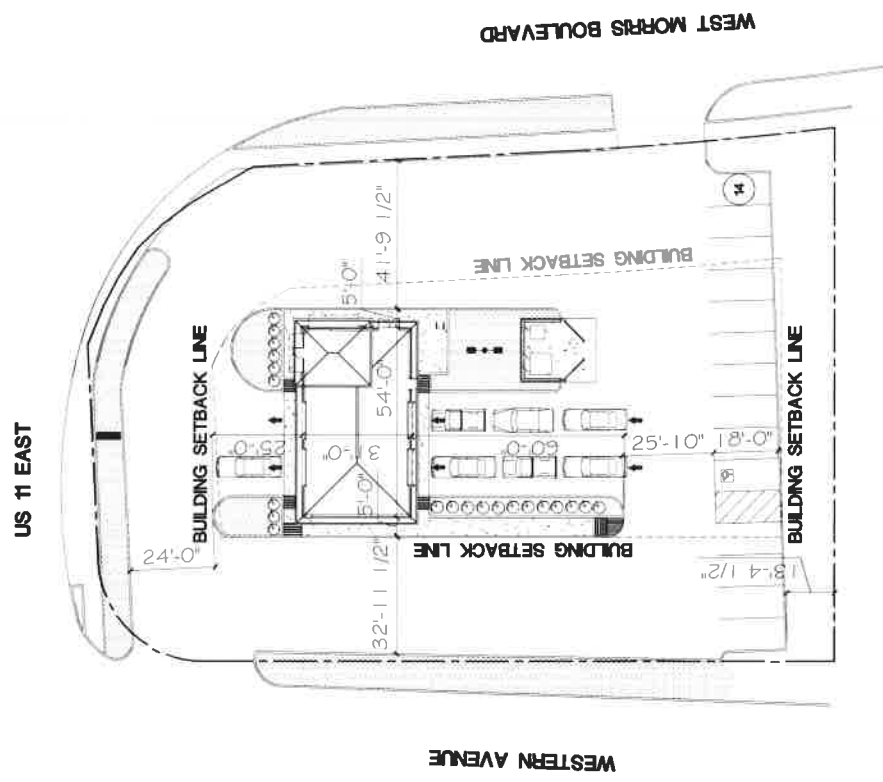 WEST MORRIS BOULEVARD
US 11 EAST
WESTERN AVENUE
BUILDING SETBACK LINE
BUILDING SETBACK LINE
BUILDING SETBACK LINE
BUILDING SETBACK LINE
41'-9 1/2"
5'-0"
54'-0"
25'-0"
31'-0"
60'-0"
25'-10"
18'-0"
5'-0"
24'-0"
32'-11 1/2"
13'-4 1/2"
14